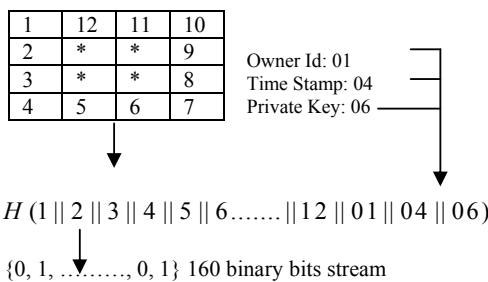 1 12 11 10
2 * * 9
3 * * 8
4 5 6 7
Owner Id: 01
Time Stamp: 04
Private Key: 06
H (1 || 2 || 3 || 4 || 5 || 6....... || 12 || 01 || 04 || 06)
{0, 1, ………, 0, 1} 160 binary bits stream